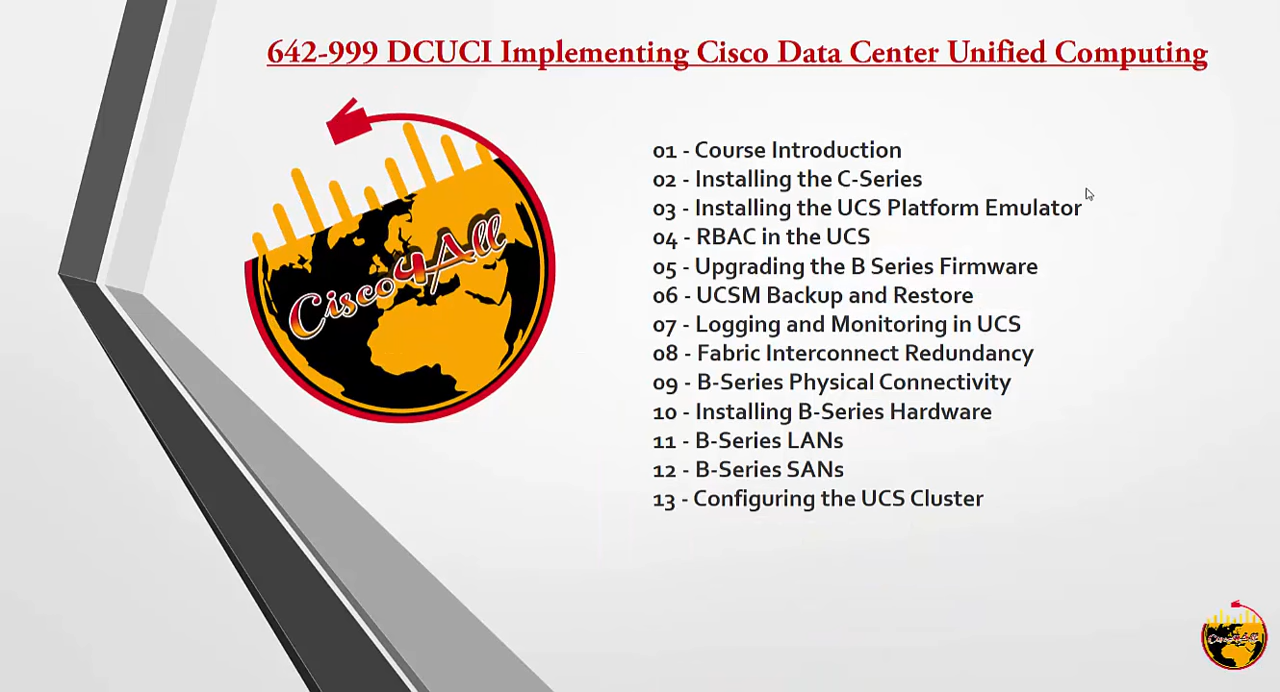 642-999 DCUCI Implementing Cisco Data Center Unified Computing
Cisco4All
01 - Course Introduction
02 - Installing the C-Series
03 - Installing the UCS Platform Emulator
04 - RBAC in the UCS
05 - Upgrading the B Series Firmware
06 - UCSM Backup and Restore
07 - Logging and Monitoring in UCS
08 - Fabric Interconnect Redundancy
09 - B-Series Physical Connectivity
10 - Installing B-Series Hardware
11 - B-Series LANs
12 - B-Series SANs
13 - Configuring the UCS Cluster
Cisco4All